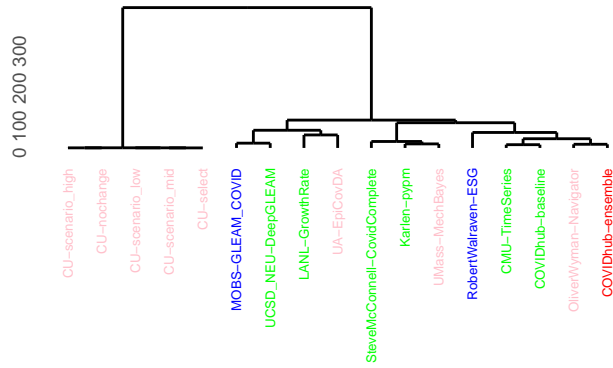 0 100 200 300
CU-scenario_high
CU-nochange
CU-scenario_low
CU-scenario_mid
CU-select
MOBS-GLEAM_COVID
UCSD_NEU-DeepGLEAM
LANL-GrowthRate
UA-EpiCovDA
SteveMcConnell-CovidComplete
Karlen-pypm
UMass-MechBayes
RobertWalraven-ESG
CMU-TimeSeries
COVIDhub-baseline
OliverWyman-Navigator
COVIDhub-ensemble